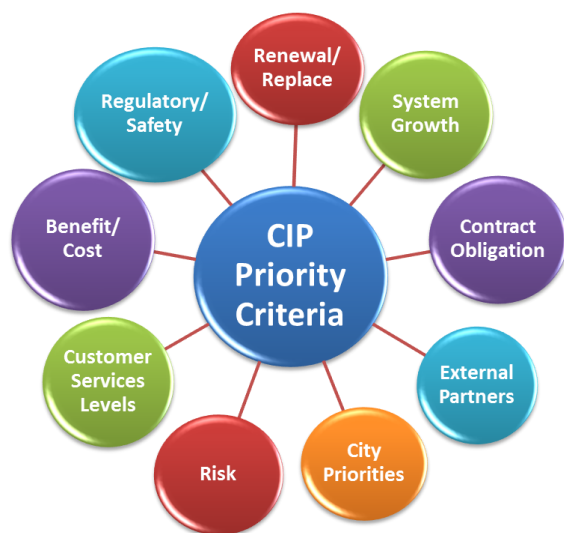 Renewal/
Replace
System
Growth
Contract
Obligation
External
Partners
City
Priorities
Risk
Customer
Services
Levels
Benefit/
Cost
Regulatory/
Safety
CIP
Priority
Criteria